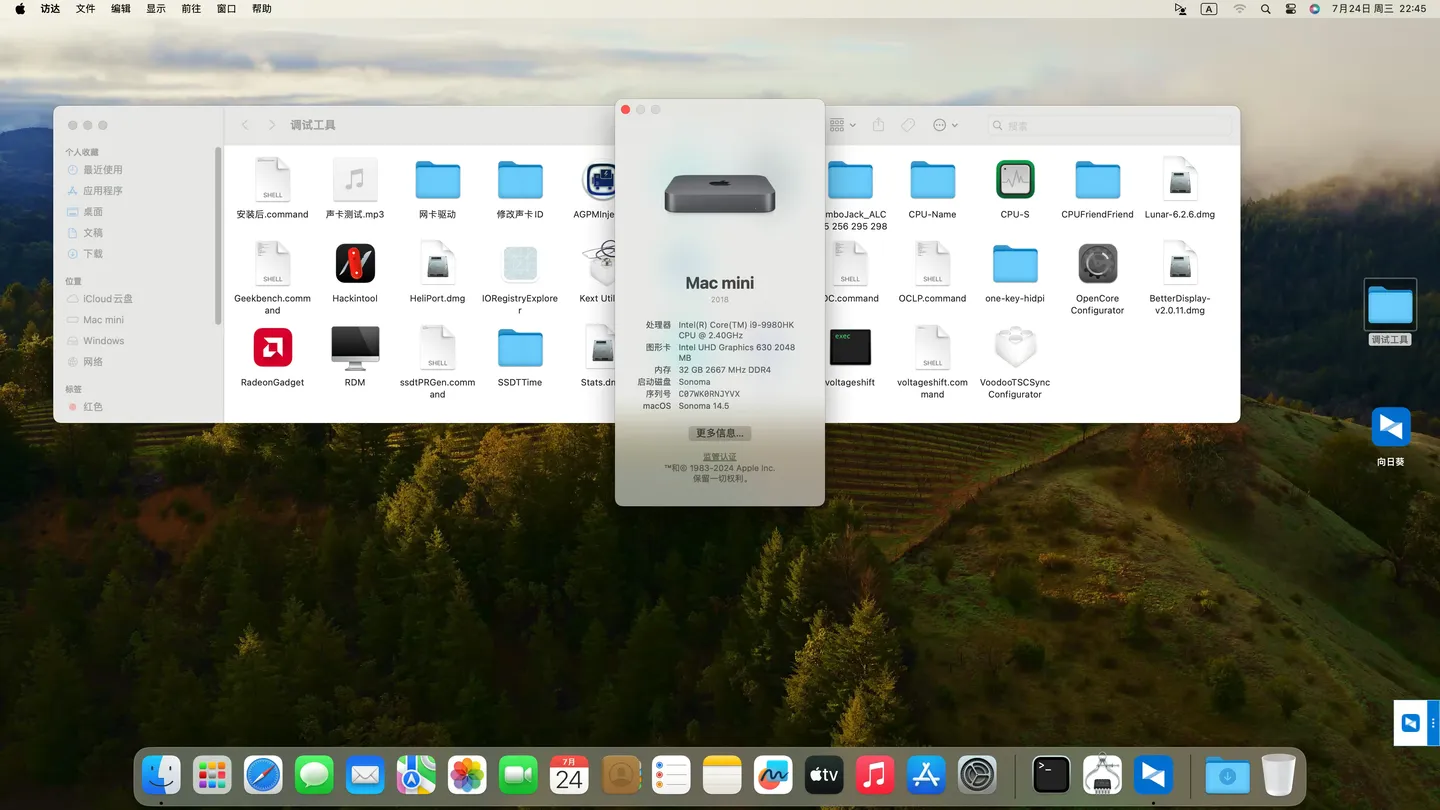 访达 文件 编辑 显示 前往 窗口 帮助 A 7月24日 周三 22:45
调试工具
搜索
个人收藏
最近使用
应用程序
桌面
文稿
下载
位置
iCloud云盘
Mac mini
Windows
网络
标签
红色
SHELL
安装后.command
声卡测试.mp3
网卡驱动
修改声卡ID
AGPMInje
mboJack_ALC
5 256 295 298
CPU-Name
CPU-S
CPUFriendFriend
Lunar-6.2.6.dmg
SHELL
Geekbench.comm
and
Hackintool
HeliPort.dmg
IORegistryExplore
r
Kext Util
SHELL
OC.command
SHELL
OCLP.command
one-key-hidpi
OpenCore
Configurator
BetterDisplay-
v2.0.11.dmg
RadeonGadget
RDM
SHELL
ssdtPRGen.comm
and
SSDTTime
Stats.dm
exec
voltageshift
SHELL
voltageshift.com
mand
VoodooTSCSync
Configurator
Mac mini
2018
处理器 Intel(R) Core(TM) i9-9980HK
CPU @ 2.40GHz
图形卡 Intel UHD Graphics 630 2048
MB
内存 32 GB 2667 MHz DDR4
启动磁盘 Sonoma
序列号 C07WK0RNJYVX
macOS Sonoma 14.5
更多信息...
监管认证
™和© 1983-2024 Apple Inc.
保留一切权利。
调试工具
向日葵
7月
24
tv
>_